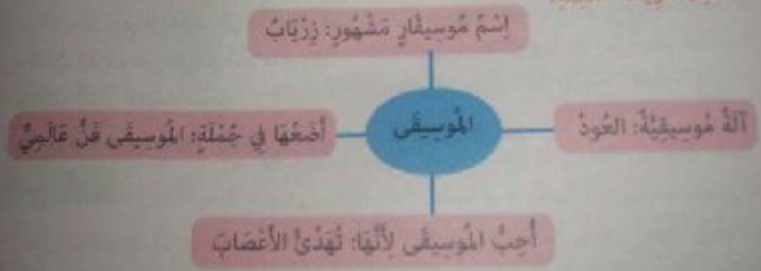 إِسْمُ مُوسِيقَارٍ مَشْهُورٍ: زِرْيَابُ
آلَةٌ مُوسِيقِيَّةٌ: العُودُ
المُوسِيقَى
أَضَعُهَا فِي جُمْلَةٍ: المُوسِيقَى فَنٌّ عَالَمِيٌّ
أُحِبُّ المُوسِيقَى لِأَنَّهَا: تُهَدِّئُ الأَعْصَابَ